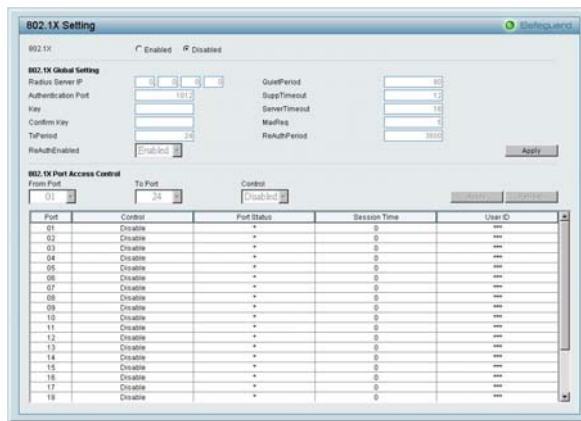 802.1X Setting
Safeguard
802.1X Enabled Disabled
802.1X Global Setting
Radius Server IP 0. 0. 0. 0 QuietPeriod 80
Authentication Port 1812 SuppTimeout 12
Key ServerTimeout 16
Confirm Key MaxReq 5
TxPeriod 24 ReAuthPeriod 3600
ReAuthEnabled Enabled Apply
802.1X Port Access Control
From Port To Port Control
01 24 Disabled Apply Refresh
Port Control Port Status Session Time User ID
01 Disable * 0 ***
02 Disable * 0 ***
03 Disable * 0 ***
04 Disable * 0 ***
05 Disable * 0 ***
06 Disable * 0 ***
07 Disable * 0 ***
08 Disable * 0 ***
09 Disable * 0 ***
10 Disable * 0 ***
11 Disable * 0 ***
12 Disable * 0 ***
13 Disable * 0 ***
14 Disable * 0 ***
15 Disable * 0 ***
16 Disable * 0 ***
17 Disable * 0 ***
18 Disable * 0 ***